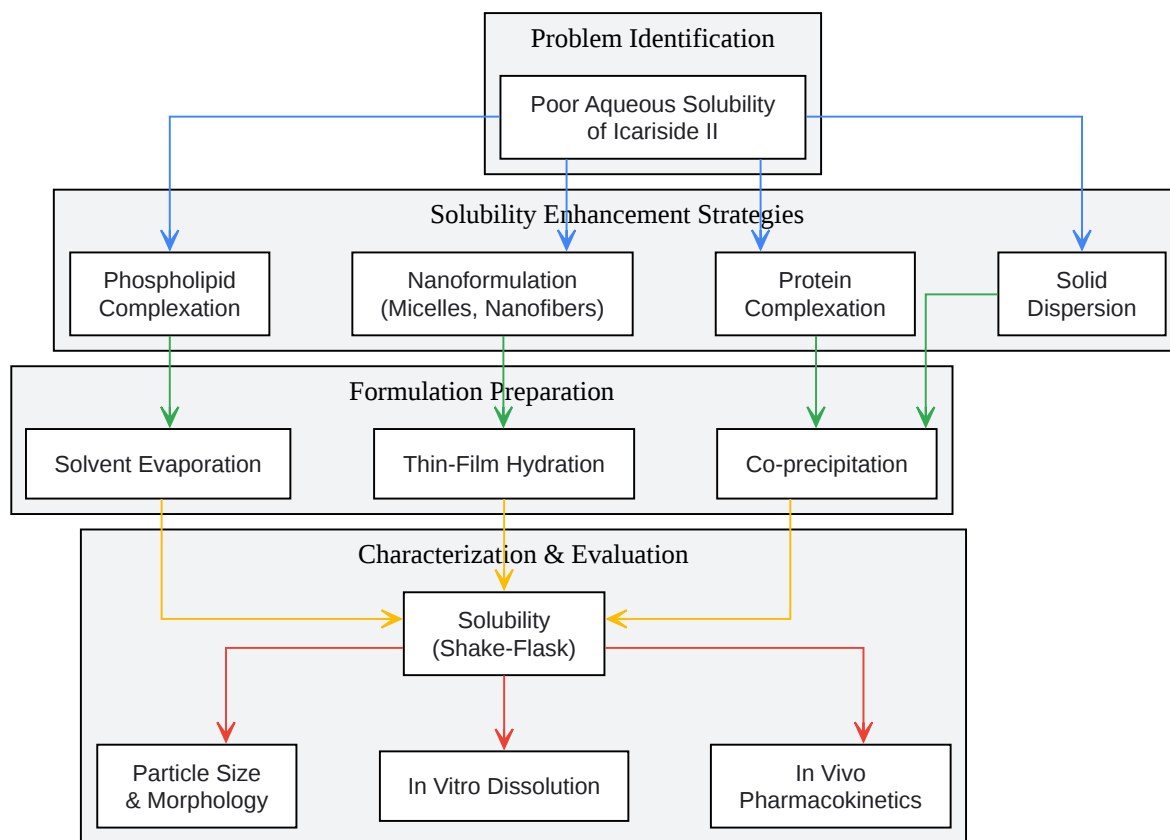 Problem Identification
Poor Aqueous Solubility
of Icariside II
Solubility Enhancement Strategies
Phospholipid
Complexation
Nanoformulation
(Micelles, Nanofibers)
Protein
Complexation
Solid
Dispersion
Formulation Preparation
Solvent Evaporation
Thin-Film Hydration
Co-precipitation
Characterization & Evaluation
Solubility
(Shake-Flask)
Particle Size
& Morphology
In Vitro Dissolution
In Vivo
Pharmacokinetics